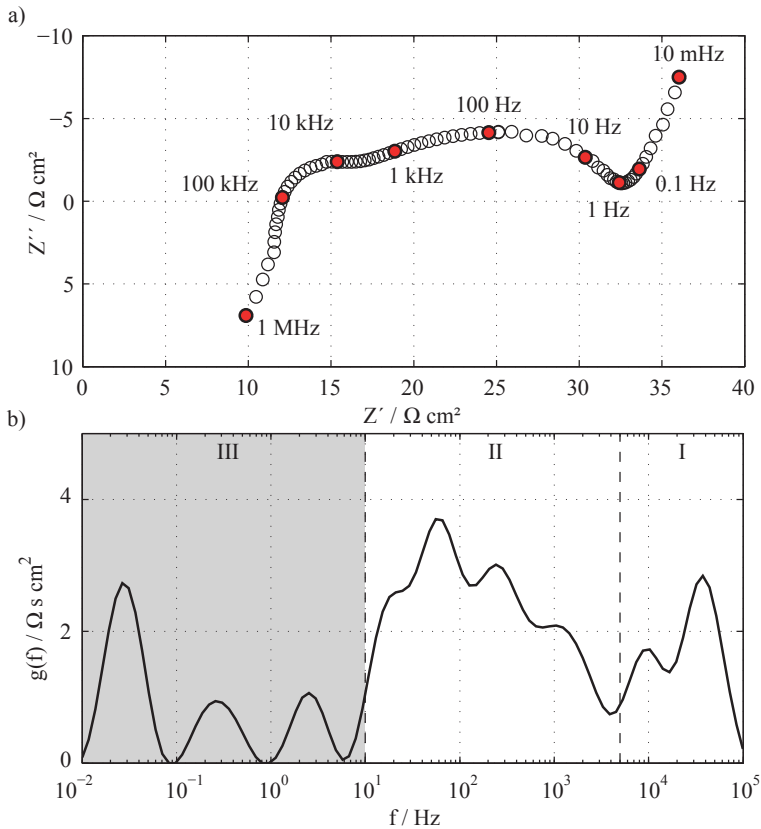 a)
−10
−5
0
5
10
Z´´ / Ω cm²
10 mHz
100 Hz
10 kHz
10 Hz
1 kHz
100 kHz
0.1 Hz
1 Hz
1 MHz
0 5 10 15 20 25 30 35 40
Z´ / Ω cm²
b)
III II I
4
2
0
g(f) / Ω s cm²
10⁻² 10⁻¹ 10⁰ 10¹ 10² 10³ 10⁴ 10⁵
f / Hz